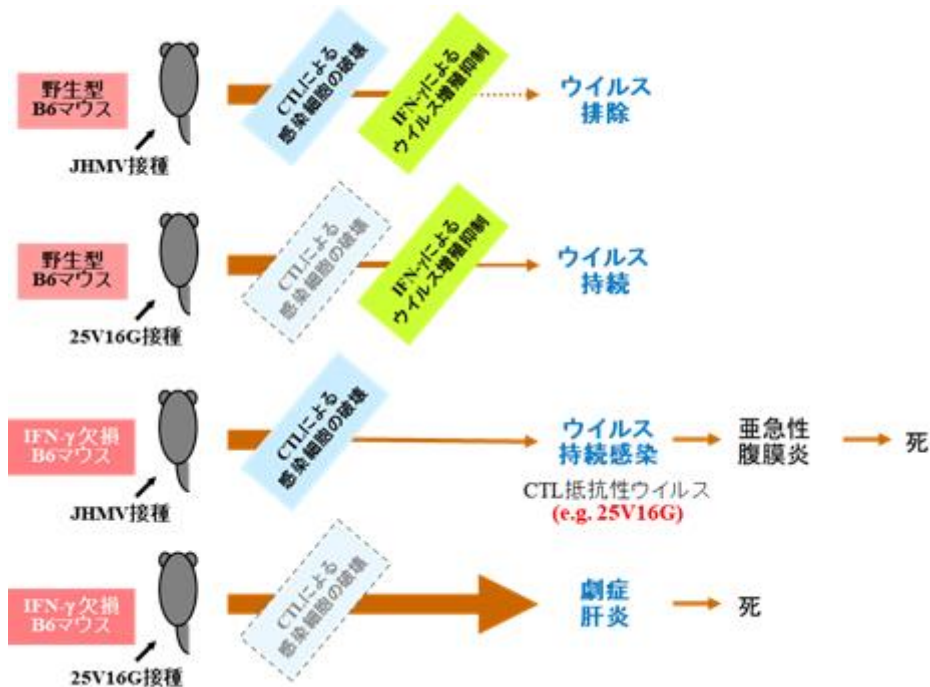 野生型
B6マウス
JHMV接種
CTLによる
感染細胞の破壊
IFN-γによる
ウイルス増殖抑制
ウイルス
排除
野生型
B6マウス
25V16G接種
CTLによる
感染細胞の破壊
IFN-γによる
ウイルス増殖抑制
ウイルス
持続
IFN-γ欠損
B6マウス
JHMV接種
CTLによる
感染細胞の破壊
ウイルス
持続感染
CTL抵抗性ウイルス
(e.g. 25V16G)
亜急性
腹膜炎
死
IFN-γ欠損
B6マウス
25V16G接種
CTLによる
感染細胞の破壊
劇症
肝炎
死